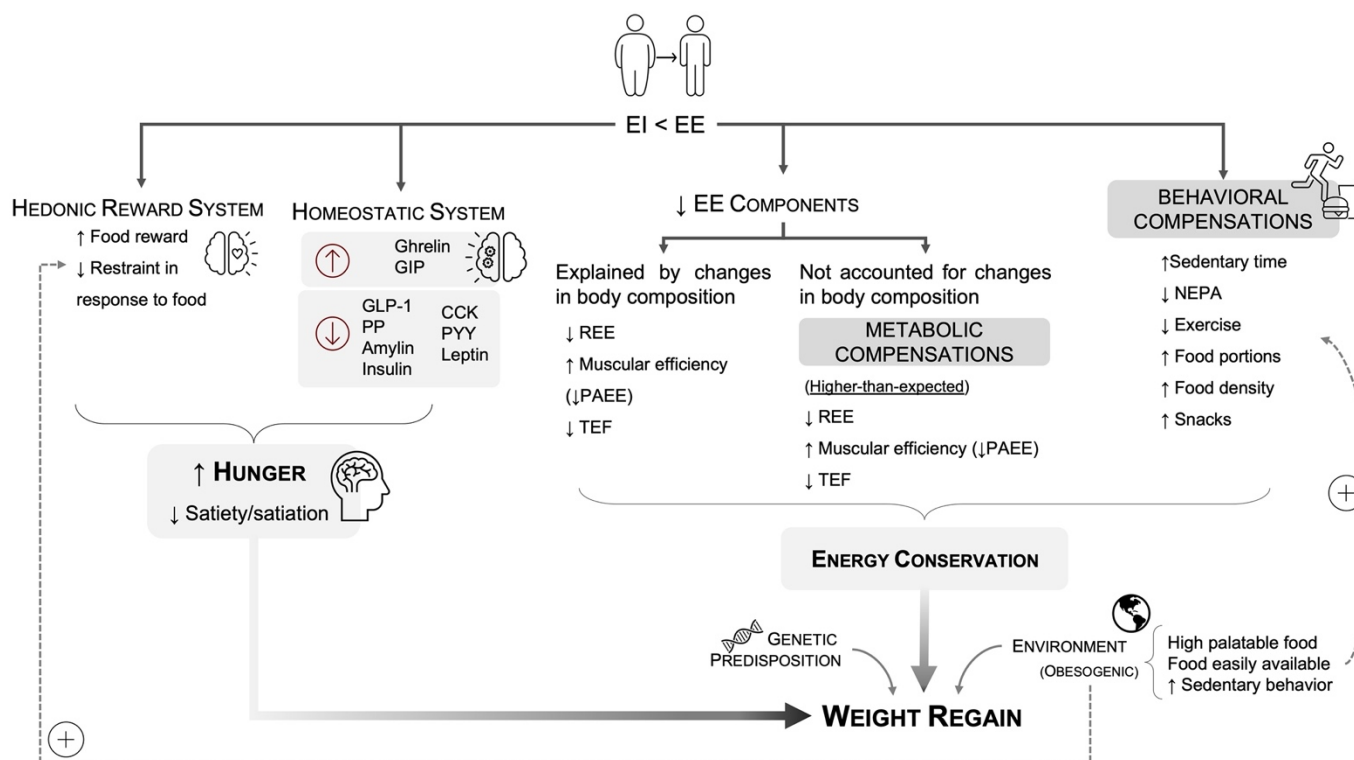 EI < EE
HEDONIC REWARD SYSTEM
↑ Food reward
↓ Restraint in
response to food
HOMEOSTATIC SYSTEM
↑
Ghrelin
GIP
↓
GLP-1
PP
Amylin
Insulin
CCK
PYY
Leptin
↑ HUNGER
↓ Satiety/satiation
↓ EE COMPONENTS
Explained by changes
in body composition
↓ REE
↑ Muscular efficiency
(↓PAEE)
↓ TEF
Not accounted for changes
in body composition
METABOLIC
COMPENSATIONS
(Higher-than-expected)
↓ REE
↑ Muscular efficiency (↓PAEE)
↓ TEF
BEHAVIORAL
COMPENSATIONS
↑Sedentary time
↓ NEPA
↓ Exercise
↑ Food portions
↑ Food density
↑ Snacks
+
ENERGY CONSERVATION
GENETIC
PREDISPOSITION
ENVIRONMENT
(OBESOGENIC)
High palatable food
Food easily available
↑ Sedentary behavior
WEIGHT REGAIN
+